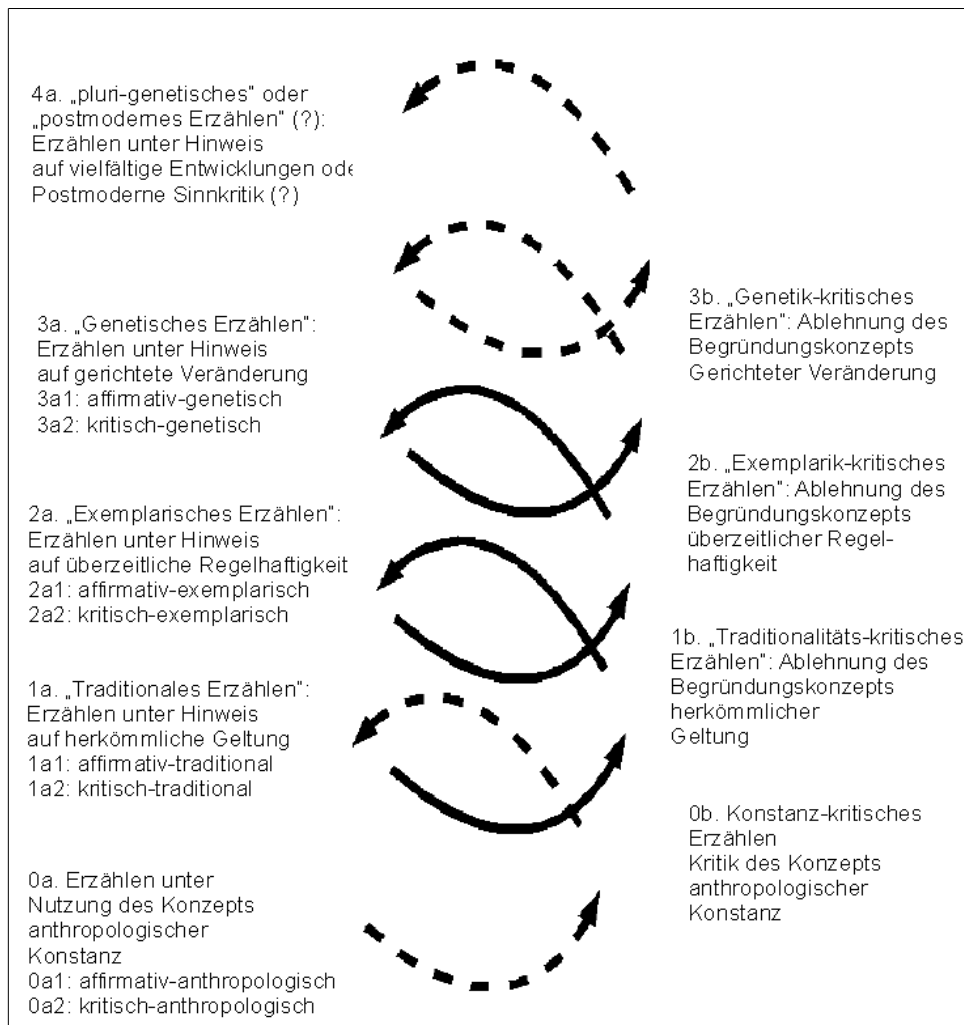 4a. „pluri-genetisches" oder
„postmodernes Erzählen" (?):
Erzählen unter Hinweis
auf vielfältige Entwicklungen ode
Postmoderne Sinnkritik (?)
3b. „Genetik-kritisches
Erzählen": Ablehnung des
Begründungskonzepts
Gerichteter Veränderung
3a. „Genetisches Erzählen":
Erzählen unter Hinweis
auf gerichtete Veränderung
3a1: affirmativ-genetisch
3a2: kritisch-genetisch
2b. „Exemplarik-kritisches
Erzählen": Ablehnung des
Begründungskonzepts
überzeitlicher Regel-
haftigkeit
2a. „Exemplarisches Erzählen":
Erzählen unter Hinweis
auf überzeitliche Regelhaftigkeit
2a1: affirmativ-exemplarisch
2a2: kritisch-exemplarisch
1b. „Traditionalitäts-kritisches
Erzählen": Ablehnung des
Begründungskonzepts
herkömmlicher
Geltung
1a. „Traditionales Erzählen":
Erzählen unter Hinweis
auf herkömmliche Geltung
1a1: affirmativ-traditional
1a2: kritisch-traditional
0b. Konstanz-kritisches
Erzählen
Kritik des Konzepts
anthropologischer
Konstanz
0a. Erzählen unter
Nutzung des Konzepts
anthropologischer
Konstanz
0a1: affirmativ-anthropologisch
0a2: kritisch-anthropologisch